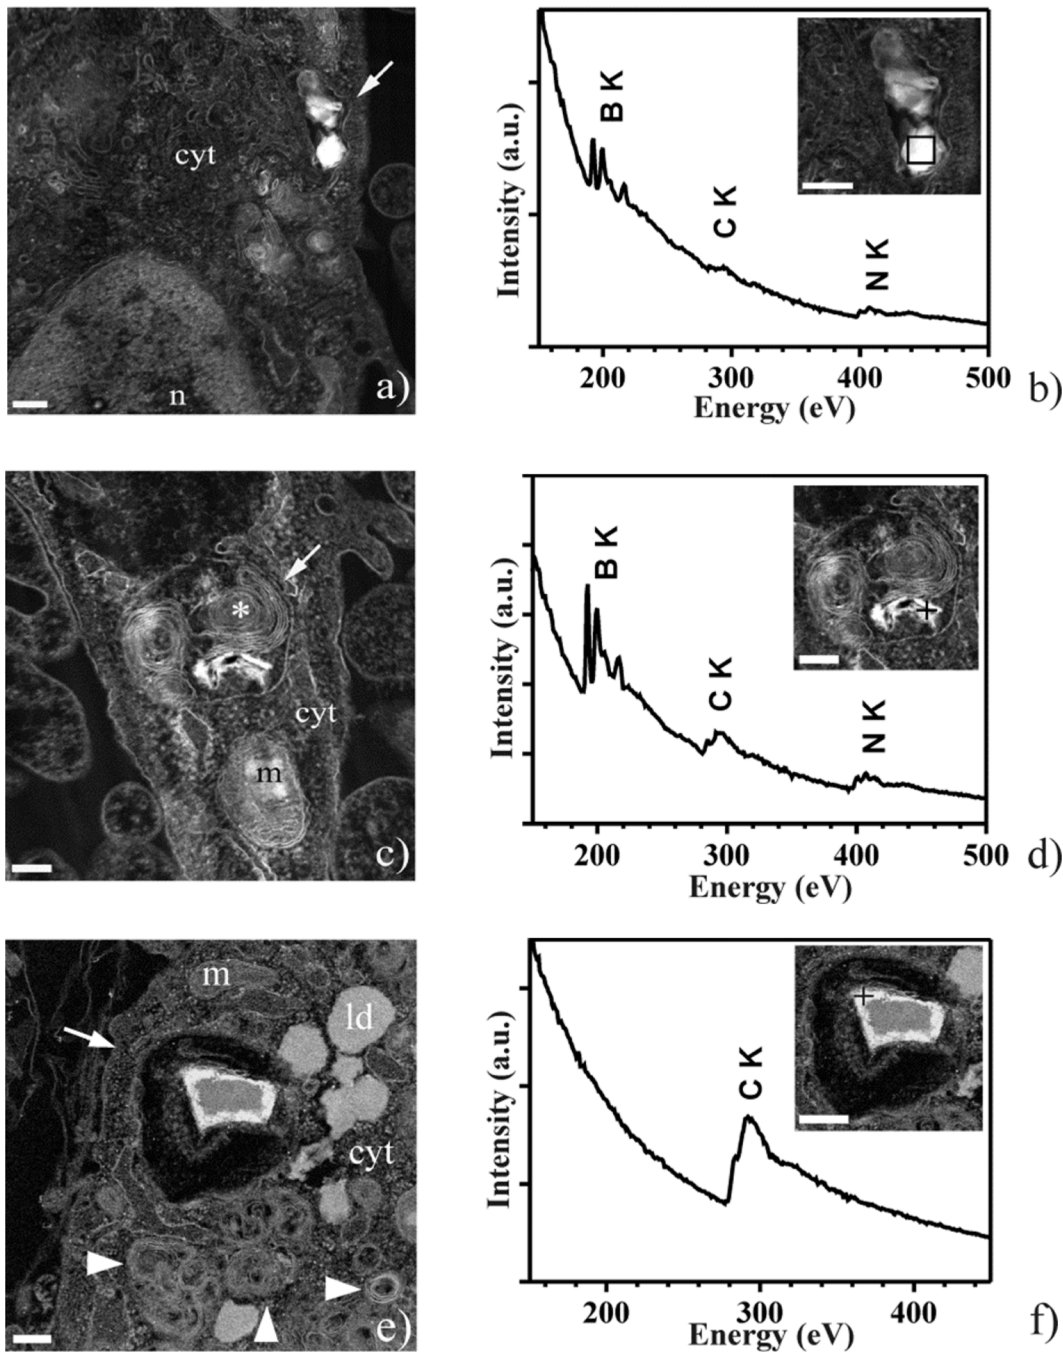 cyt
n
a)
Intensity (a.u.)
B K
C K
N K
200 300 400 500
Energy (eV)
b)
*
cyt
m
c)
Intensity (a.u.)
B K
C K
N K
200 300 400 500
Energy (eV)
d)
m
ld
cyt
e)
Intensity (a.u.)
C K
200 300 400
Energy (eV)
f)